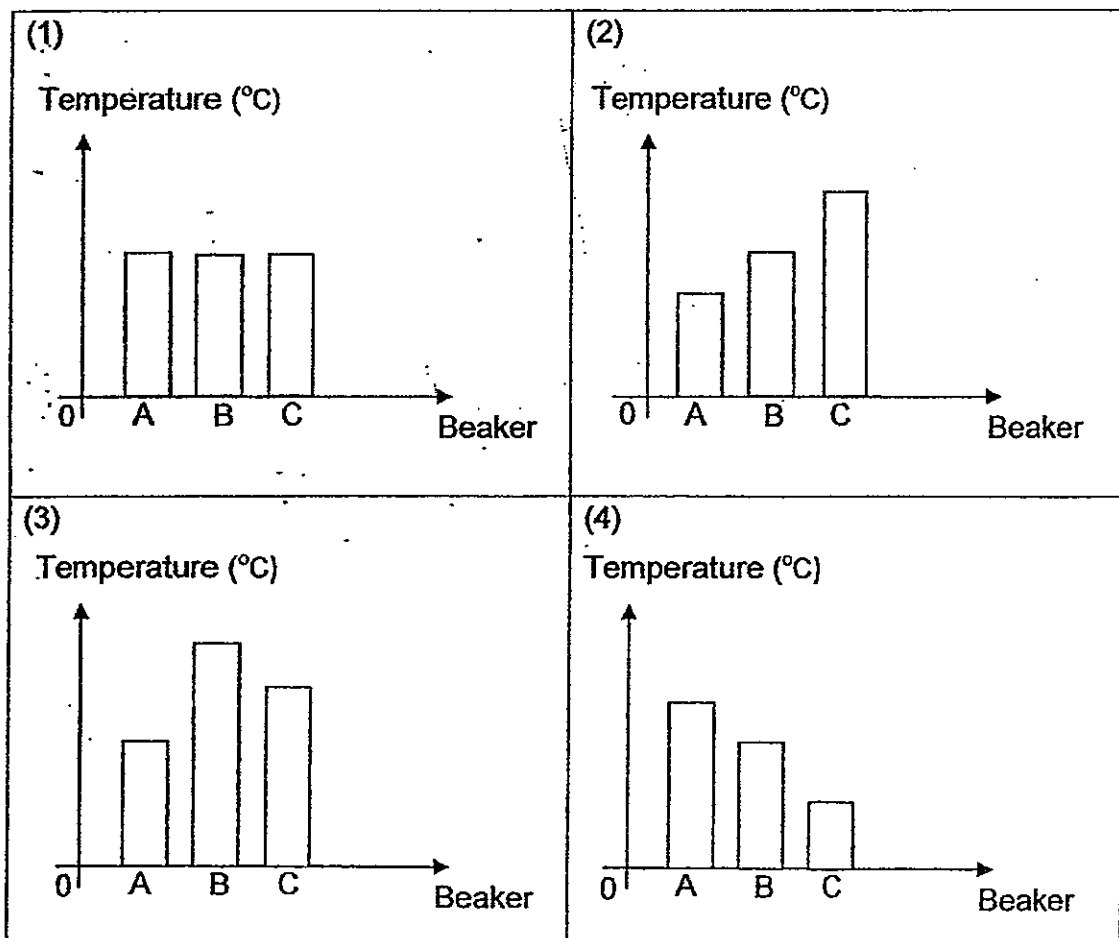 (1)
Temperature (°C)
0 A B C
Beaker
(2)
Temperature (°C)
0 A B C
Beaker
(3)
Temperature (°C)
0 A B C
Beaker
(4)
Temperature (°C)
0 A B C
Beaker